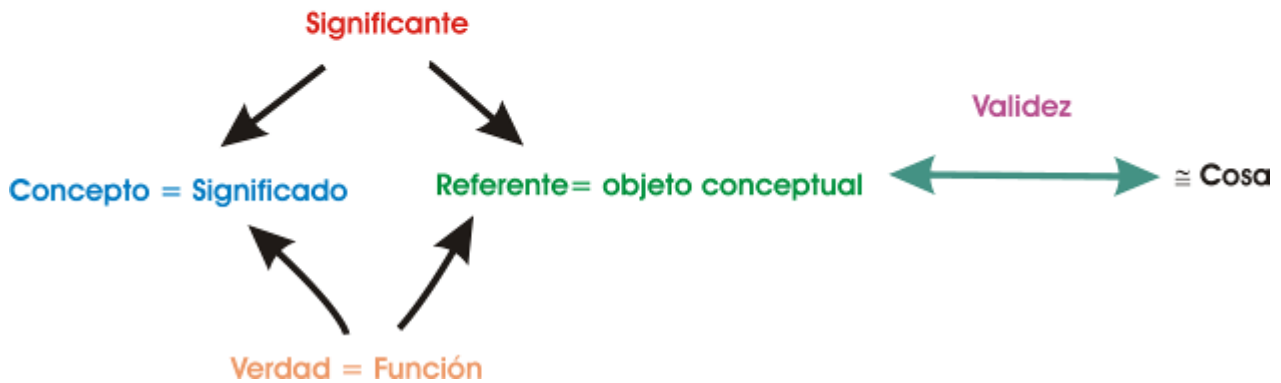 Significante
Validez
Concepto = Significado
Referente= objeto conceptual
≅ Cosa
Verdad = Función